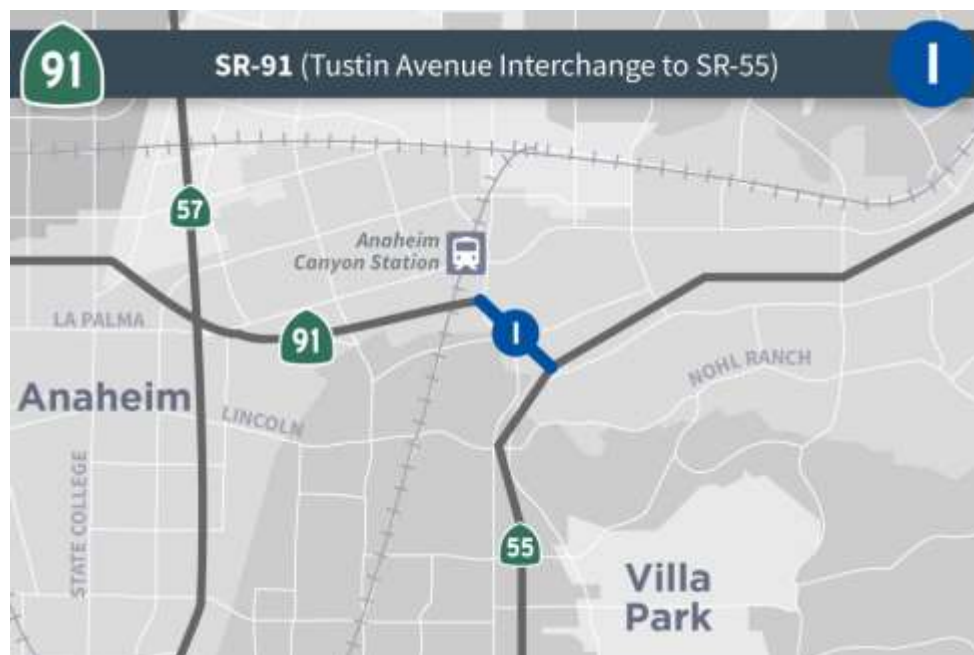 91
SR-91 (Tustin Avenue Interchange to SR-55)
I
57
Anaheim
Canyon Station
LA PALMA
91
I
NOHL RANCH
Anaheim
LINCOLN
STATE COLLEGE
55
Villa
Park